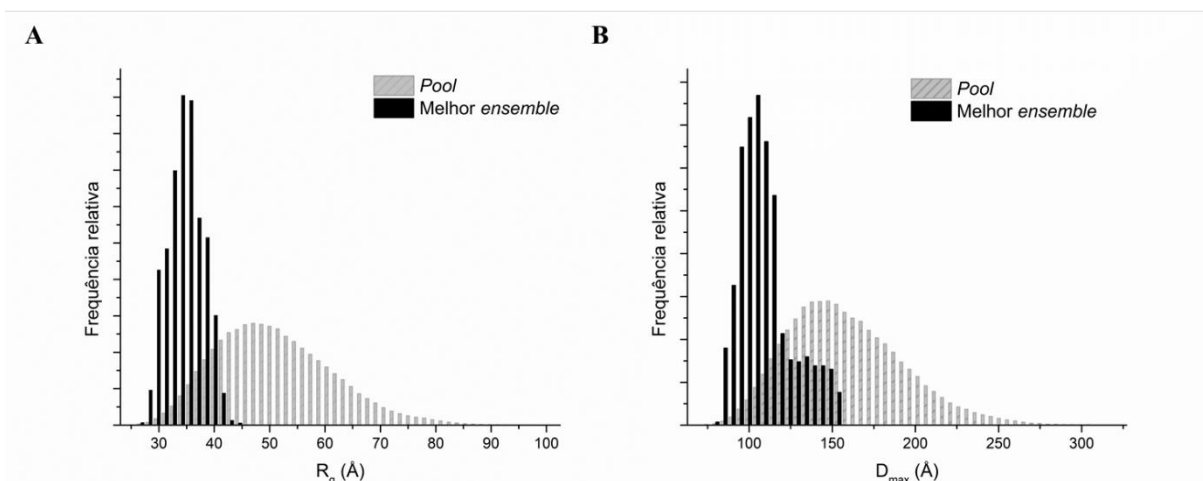 A
Pool
Melhor ensemble
Frequência relativa
30 40 50 60 70 80 90 100
Rg (Å)
B
Pool
Melhor ensemble
Frequência relativa
100 150 200 250 300
Dmax (Å)